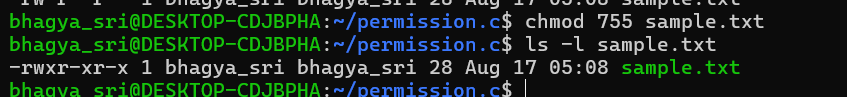 bhagya_sri@DESKTOP-CDJBPHA:~/permission.c$ chmod 755 sample.txt
bhagya_sri@DESKTOP-CDJBPHA:~/permission.c$ ls -l sample.txt
-rwxr-xr-x 1 bhagya_sri bhagya_sri 28 Aug 17 05:08 sample.txt
bhagya_sri@DESKTOP-CDJBPHA:~/permission.c$